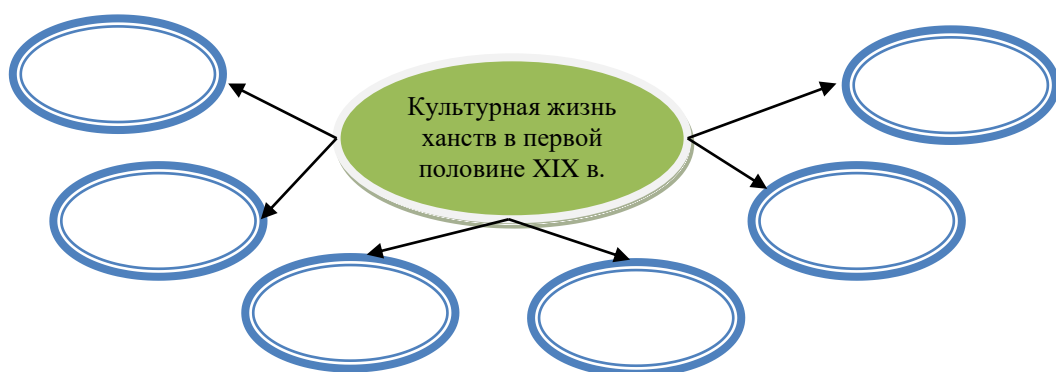 Культурная жизнь
ханств в первой
половине XIX в.